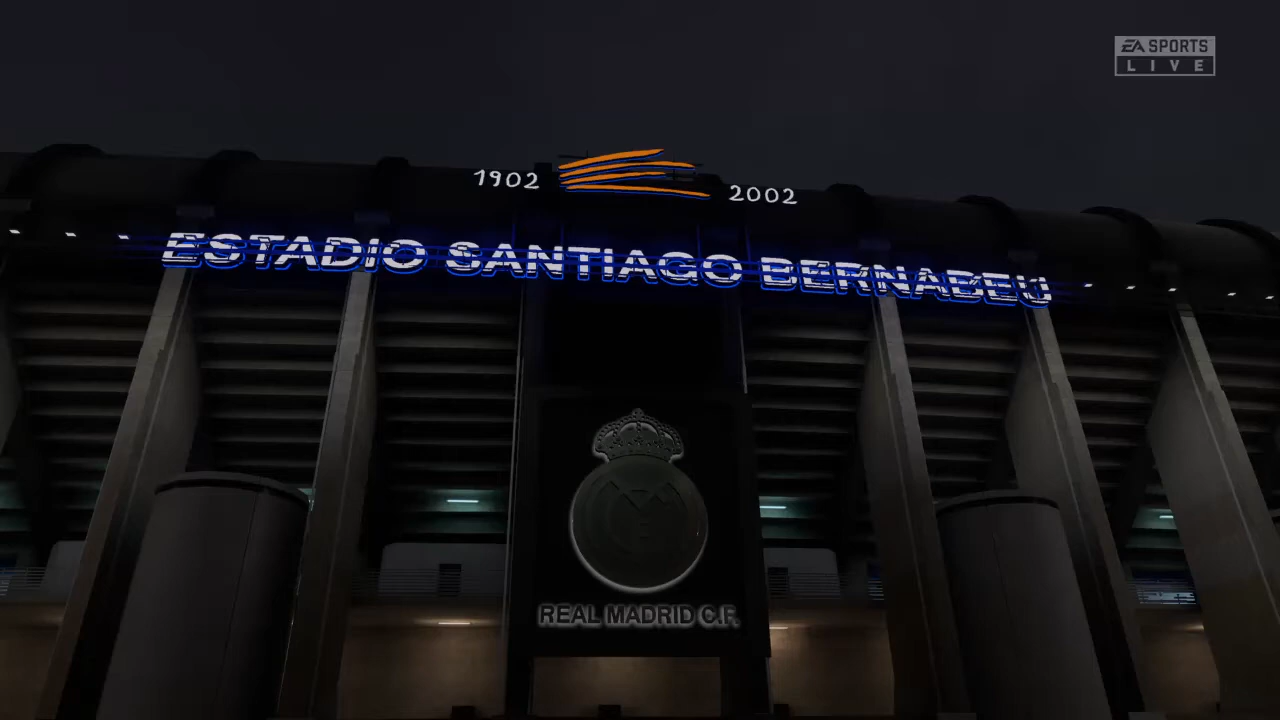 EA SPORTS
LIVE
1902 2002
ESTADIO SANTIAGO BERNABEU
REAL MADRID C.F.